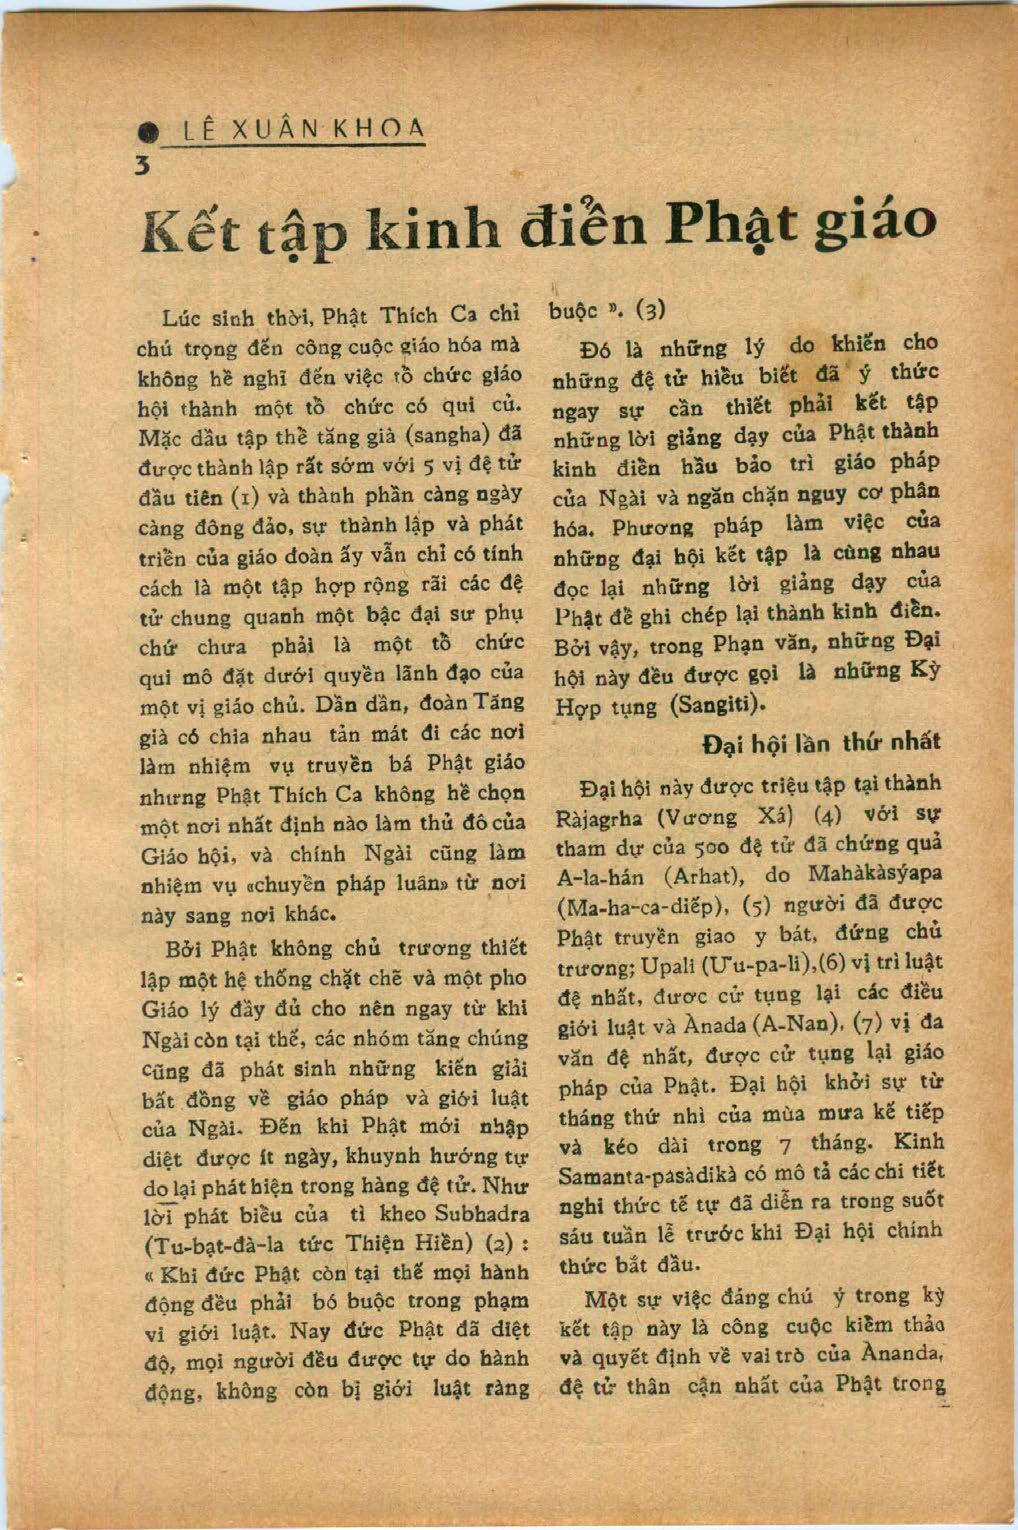 ● LÊ XUÂN KHOA
3
Kết tập kinh điển Phật giáo
Lúc sinh thời, Phật Thích Ca chỉ
chú trọng đến công cuộc giáo hóa mà
không hề nghĩ đến việc tổ chức giáo
hội thành một tổ chức có qui củ.
Mặc dầu tập thể tăng già (sangha) đã
được thành lập rất sớm với 5 vị đệ tử
đầu tiên (1) và thành phần càng ngày
càng đông đảo, sự thành lập và phát
triển của giáo đoàn ấy vẫn chỉ có tính
cách là một tập hợp rộng rãi các đệ
tử chung quanh một bậc đại sư phụ
chứ chưa phải là một tổ chức
qui mô đặt dưới quyền lãnh đạo của
một vị giáo chủ. Dần dần, đoàn Tăng
già có chia nhau tản mát đi các nơi
làm nhiệm vụ truyền bá Phật giáo
nhưng Phật Thích Ca không hề chọn
một nơi nhất định nào làm thủ đô của
Giáo hội, và chính Ngài cũng làm
nhiệm vụ «chuyển pháp luân» từ nơi
này sang nơi khác.
Bởi Phật không chủ trương thiết
lập một hệ thống chặt chẽ và một pho
Giáo lý đầy đủ cho nên ngay từ khi
Ngài còn tại thế, các nhóm tăng chúng
cũng đã phát sinh những kiến giải
bất đồng về giáo pháp và giới luật
của Ngài. Đến khi Phật mới nhập
diệt được ít ngày, khuynh hướng tự
do lại phát hiện trong hàng đệ tử. Như
lời phát biểu của tì kheo Subhadra
(Tu-bạt-đà-la tức Thiện Hiền) (2) :
« Khi đức Phật còn tại thế mọi hành
động đều phải bó buộc trong phạm
vi giới luật. Nay đức Phật đã diệt
độ, mọi người đều được tự do hành
động, không còn bị giới luật ràng
buộc ». (3)
Đó là những lý do khiến cho
những đệ tử hiểu biết đã ý thức
ngay sự cần thiết phải kết tập
những lời giảng dạy của Phật thành
kinh điển hầu bảo trì giáo pháp
của Ngài và ngăn chặn nguy cơ phân
hóa. Phương pháp làm việc của
những đại hội kết tập là cùng nhau
đọc lại những lời giảng dạy của
Phật để ghi chép lại thành kinh điển.
Bởi vậy, trong Phạn văn, những Đại
hội này đều được gọi là những Kỳ
Hợp tụng (Sangiti).
Đại hội lần thứ nhất
Đại hội này được triệu tập tại thành
Ràjagrha (Vương Xá) (4) với sự
tham dự của 500 đệ tử đã chứng quả
A-la-hán (Arhat), do Mahàkàsýapa
(Ma-ha-ca-diếp), (5) người đã được
Phật truyền giao y bát, đứng chủ
trương; Upali (Ưu-pa-li),(6) vị trì luật
đệ nhất, được cử tụng lại các điều
giới luật và Ànada (A-Nan), (7) vị đa
văn đệ nhất, được cử tụng lại giáo
pháp của Phật. Đại hội khởi sự từ
tháng thứ nhì của mùa mưa kế tiếp
và kéo dài trong 7 tháng. Kinh
Samanta-pásàdikà có mô tả các chi tiết
nghi thức tế tự đã diễn ra trong suốt
sáu tuần lễ trước khi Đại hội chính
thức bắt đầu.
Một sự việc đáng chú ý trong kỳ
kết tập này là công cuộc kiểm thảo
và quyết định về vai trò của Ànanda,
đệ tử thân cận nhất của Phật trong